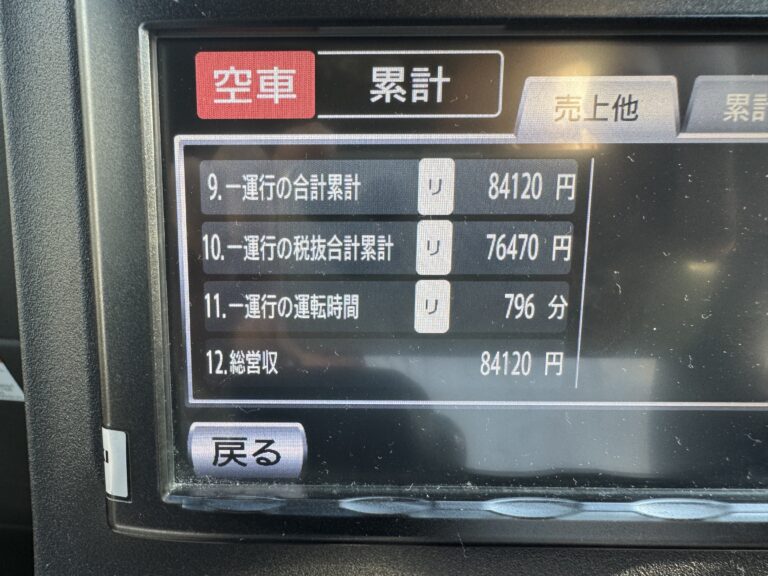 空車 累計 売上他 累計
9.一運行の合計累計 リ 84120 円
10.一運行の税抜合計累計 リ 76470 円
11.一運行の運転時間 リ 796 分
12.総営収 84120 円
戻る